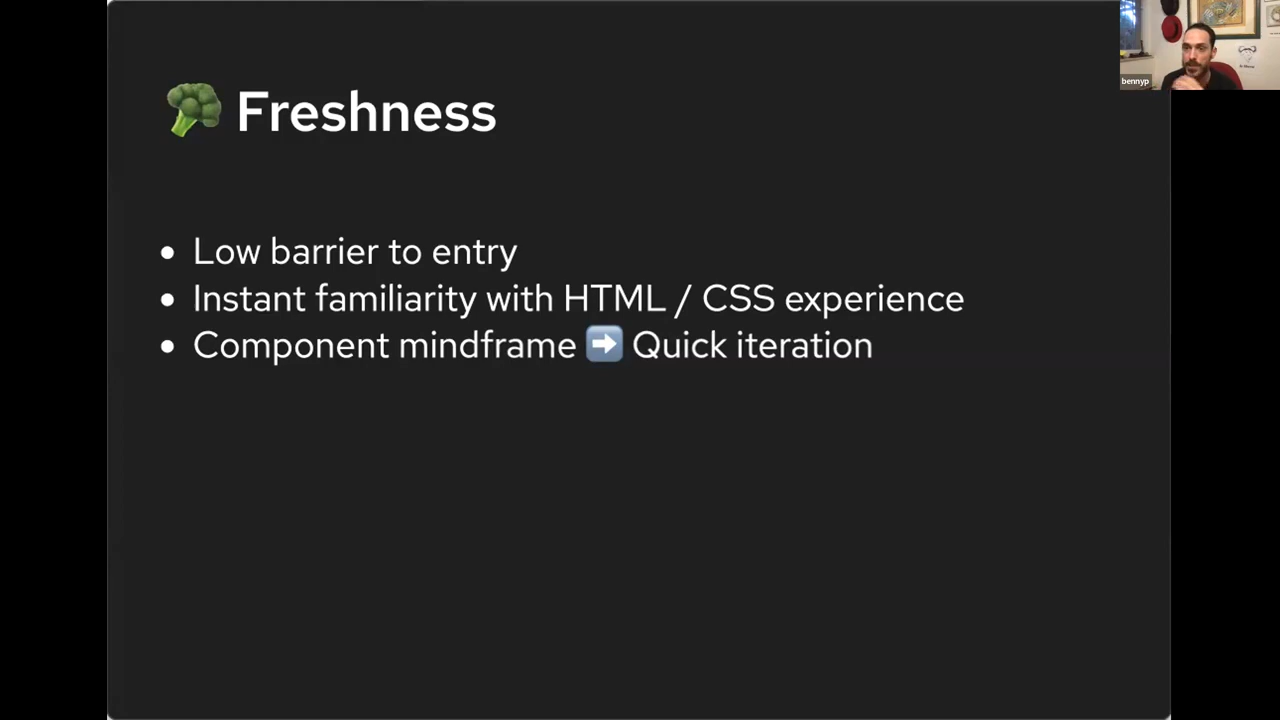 🥦 Freshness
• Low barrier to entry
• Instant familiarity with HTML / CSS experience
• Component mindframe ➡️ Quick iteration
bennyp